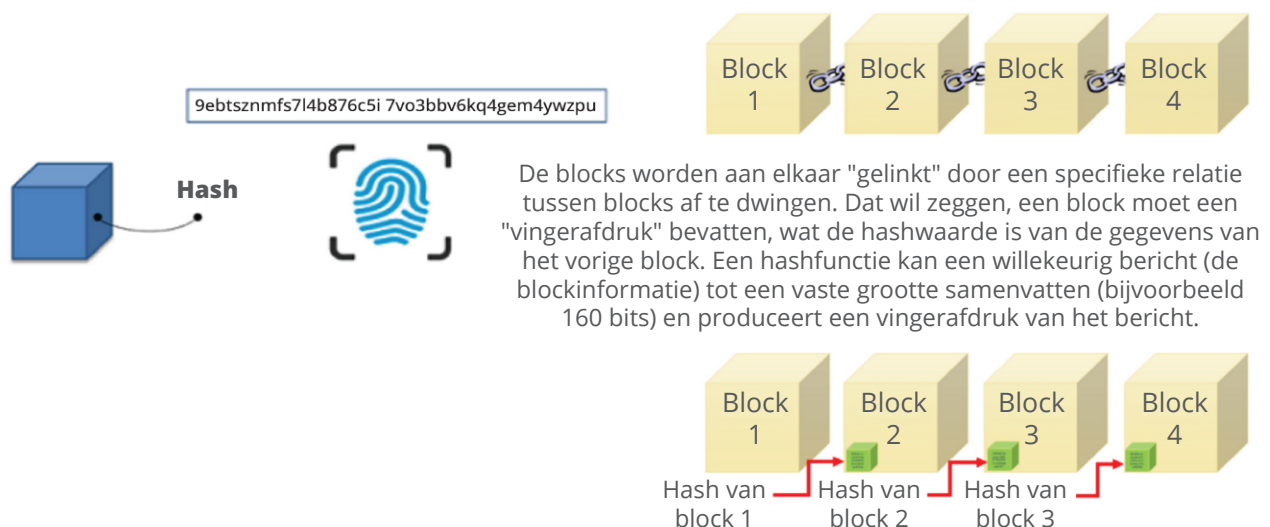 Block
1
Block
2
Block
3
Block
4
9ebtsznmfs7l4b876c5i 7vo3bbv6kq4gem4ywzpu
Hash
De blocks worden aan elkaar "gelinkt" door een specifieke relatie
tussen blocks af te dwingen. Dat wil zeggen, een block moet een
"vingerafdruk" bevatten, wat de hashwaarde is van de gegevens van
het vorige block. Een hashfunctie kan een willekeurig bericht (de
blockinformatie) tot een vaste grootte samenvatten (bijvoorbeeld
160 bits) en produceert een vingerafdruk van het bericht.
Block
1
Block
2
Block
3
Block
4
Hash van
block 1
Hash van
block 2
Hash van
block 3